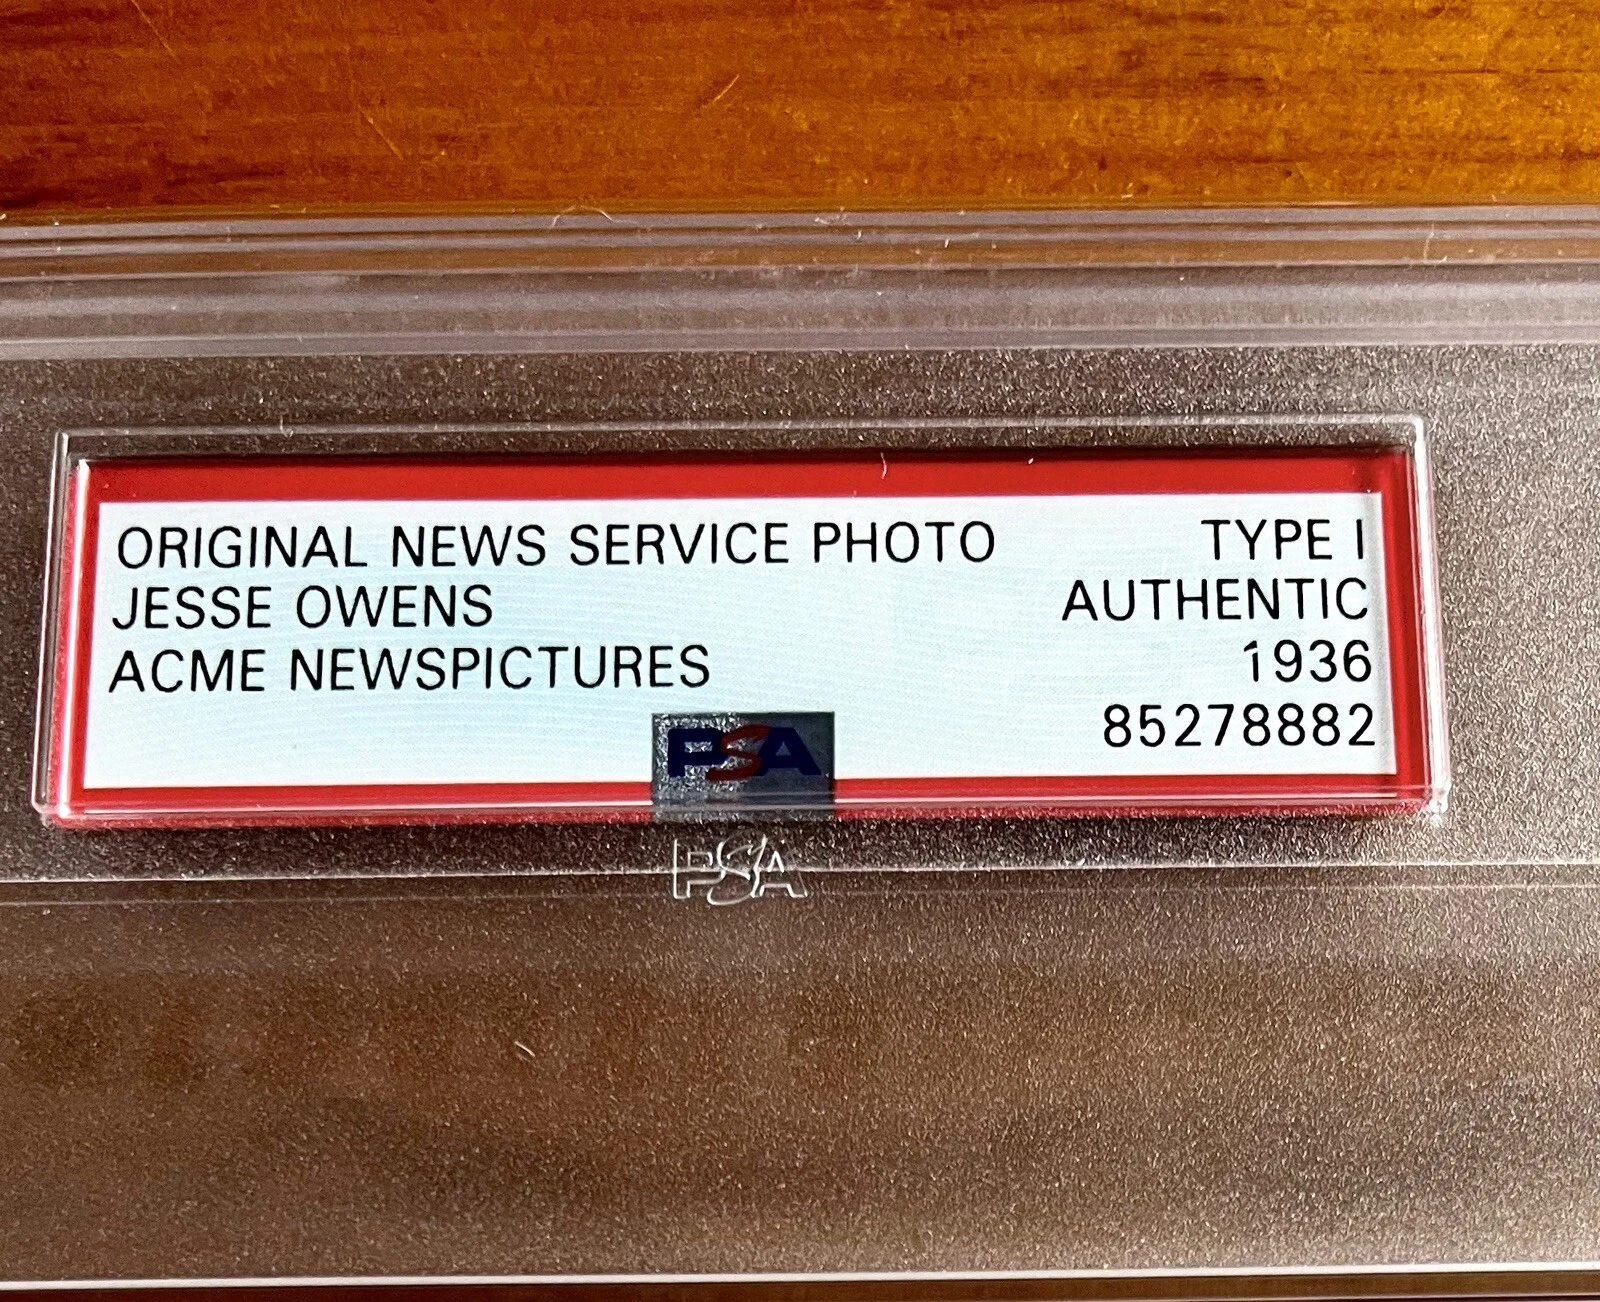 ORIGINAL NEWS SERVICE PHOTO TYPE I
JESSE OWENS AUTHENTIC
ACME NEWSPICTURES 1936
85278882
PSA
PSA